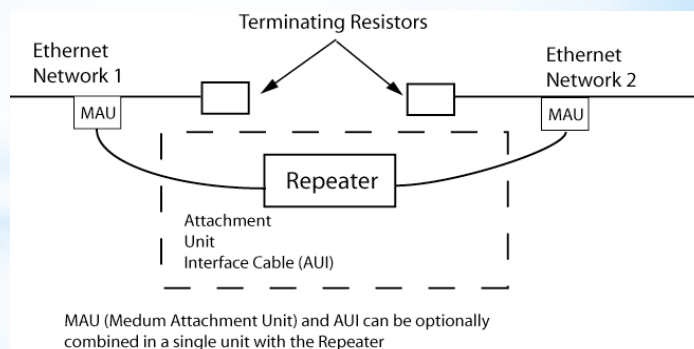 Terminating Resistors
Ethernet
Network 1
Ethernet
Network 2
MAU
MAU
Repeater
Attachment
Unit
Interface Cable (AUI)
MAU (Medum Attachment Unit) and AUI can be optionally
combined in a single unit with the Repeater